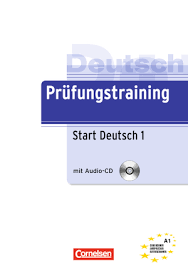 Deutsch
Prüfungstraining
Start Deutsch 1
mit Audio-CD
Cornelsen
A1